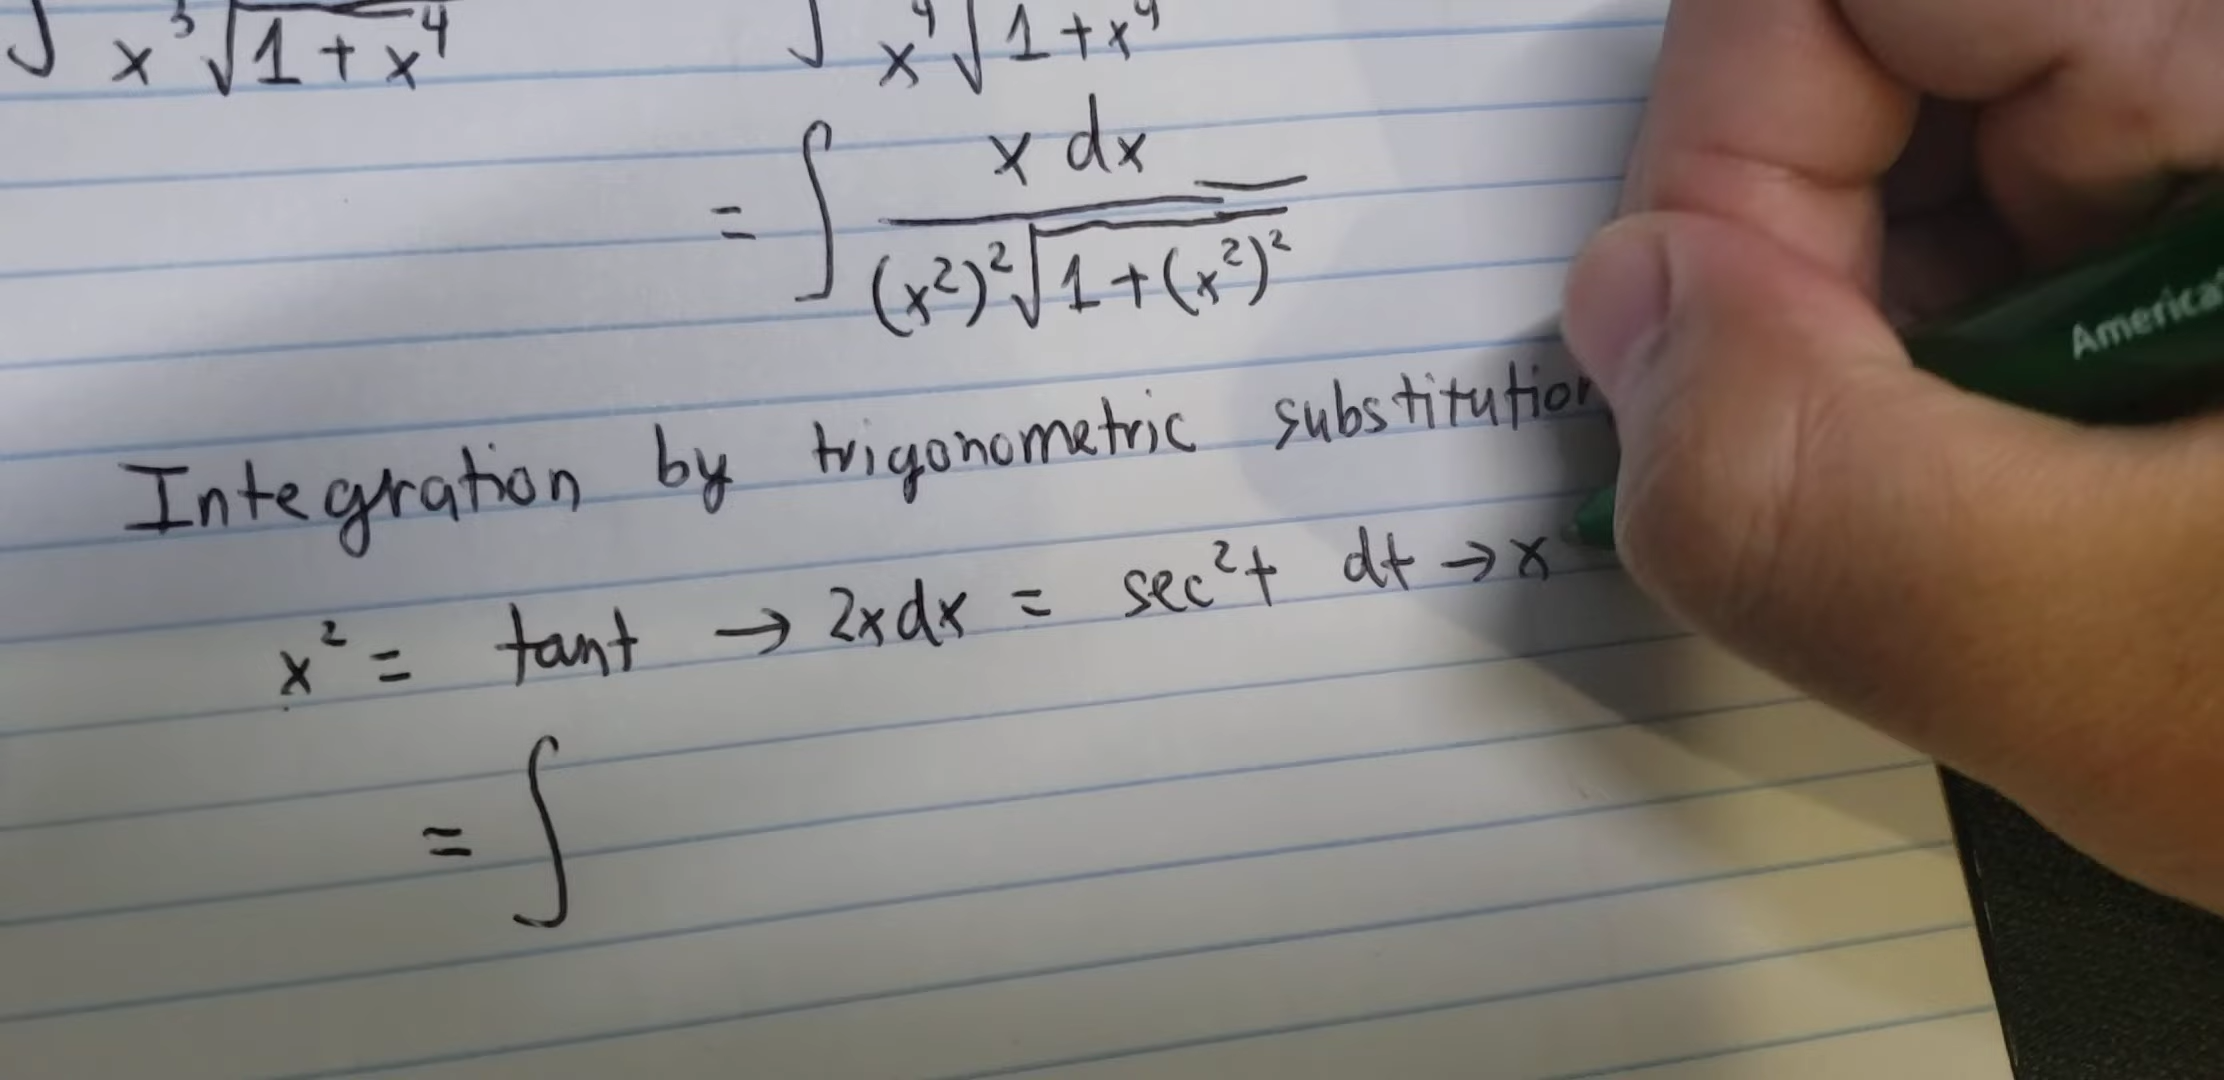 ∫ x³√1 + x⁴ ∫ x⁴√1 + x⁴
= ∫ x dx / (x²)²√1 + (x²)²
America
Integration by trigonometric substitution
x² = tant → 2xdx = sec²t dt → x
= ∫